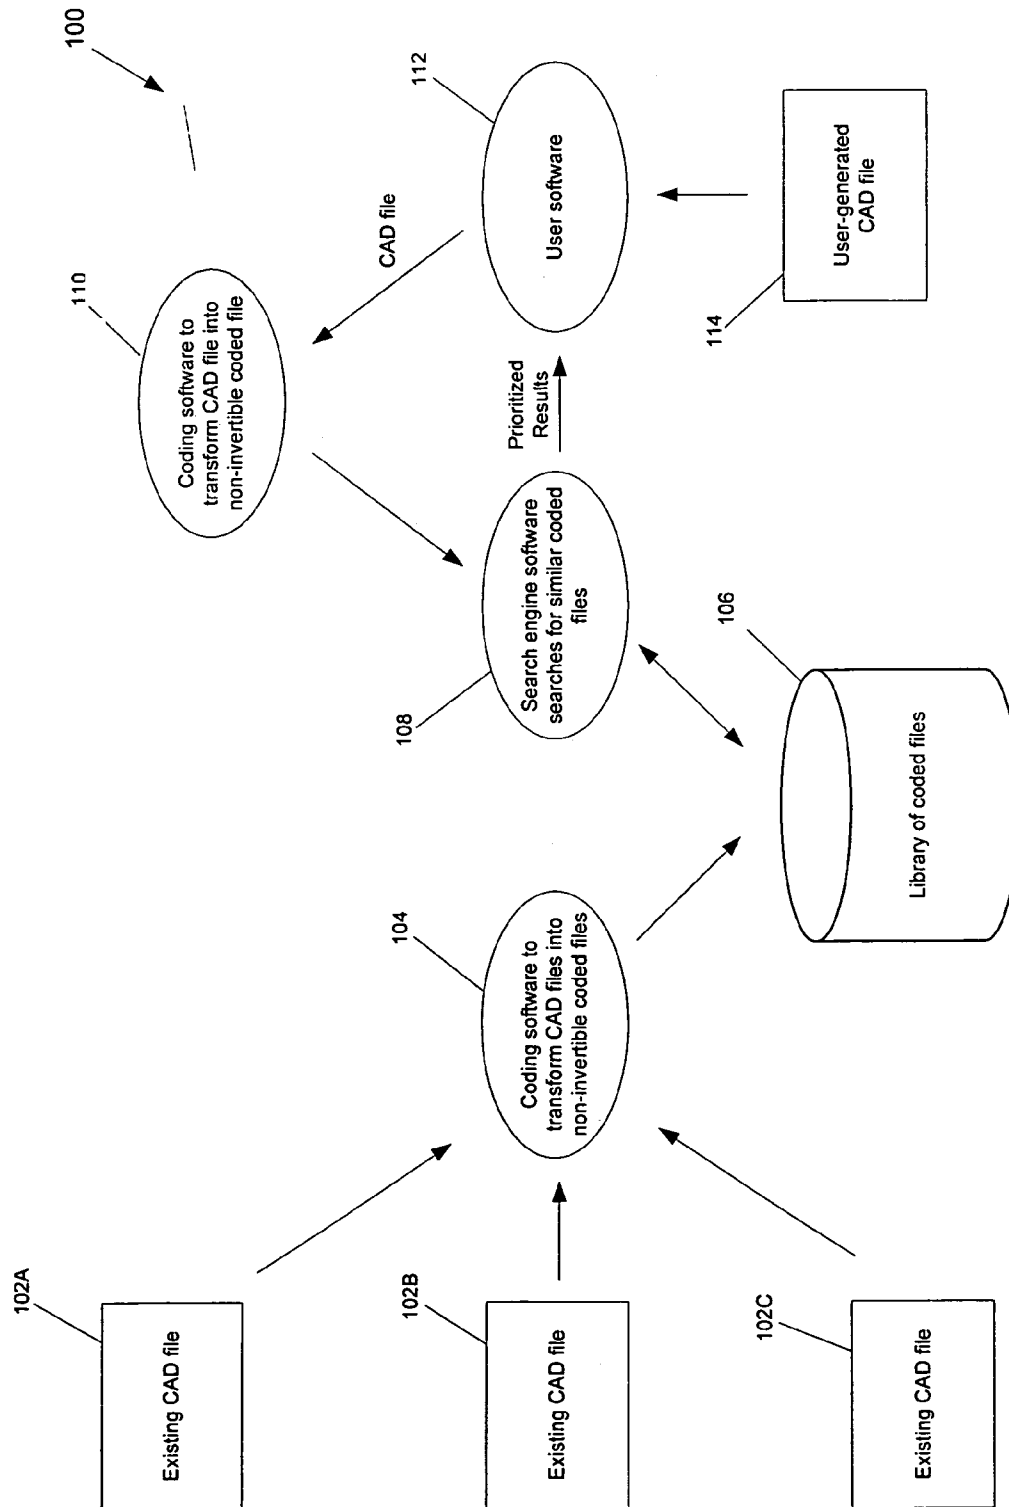 100
110
Coding software to
transform CAD file into
non-invertible coded file
CAD file
112
User software
User-generated
CAD file
114
Prioritized
Results
Search engine software
searches for similar coded
files
108
106
Library of coded files
104
Coding software to
transform CAD files into
non-invertible coded files
102A
Existing CAD file
102B
Existing CAD file
102C
Existing CAD file